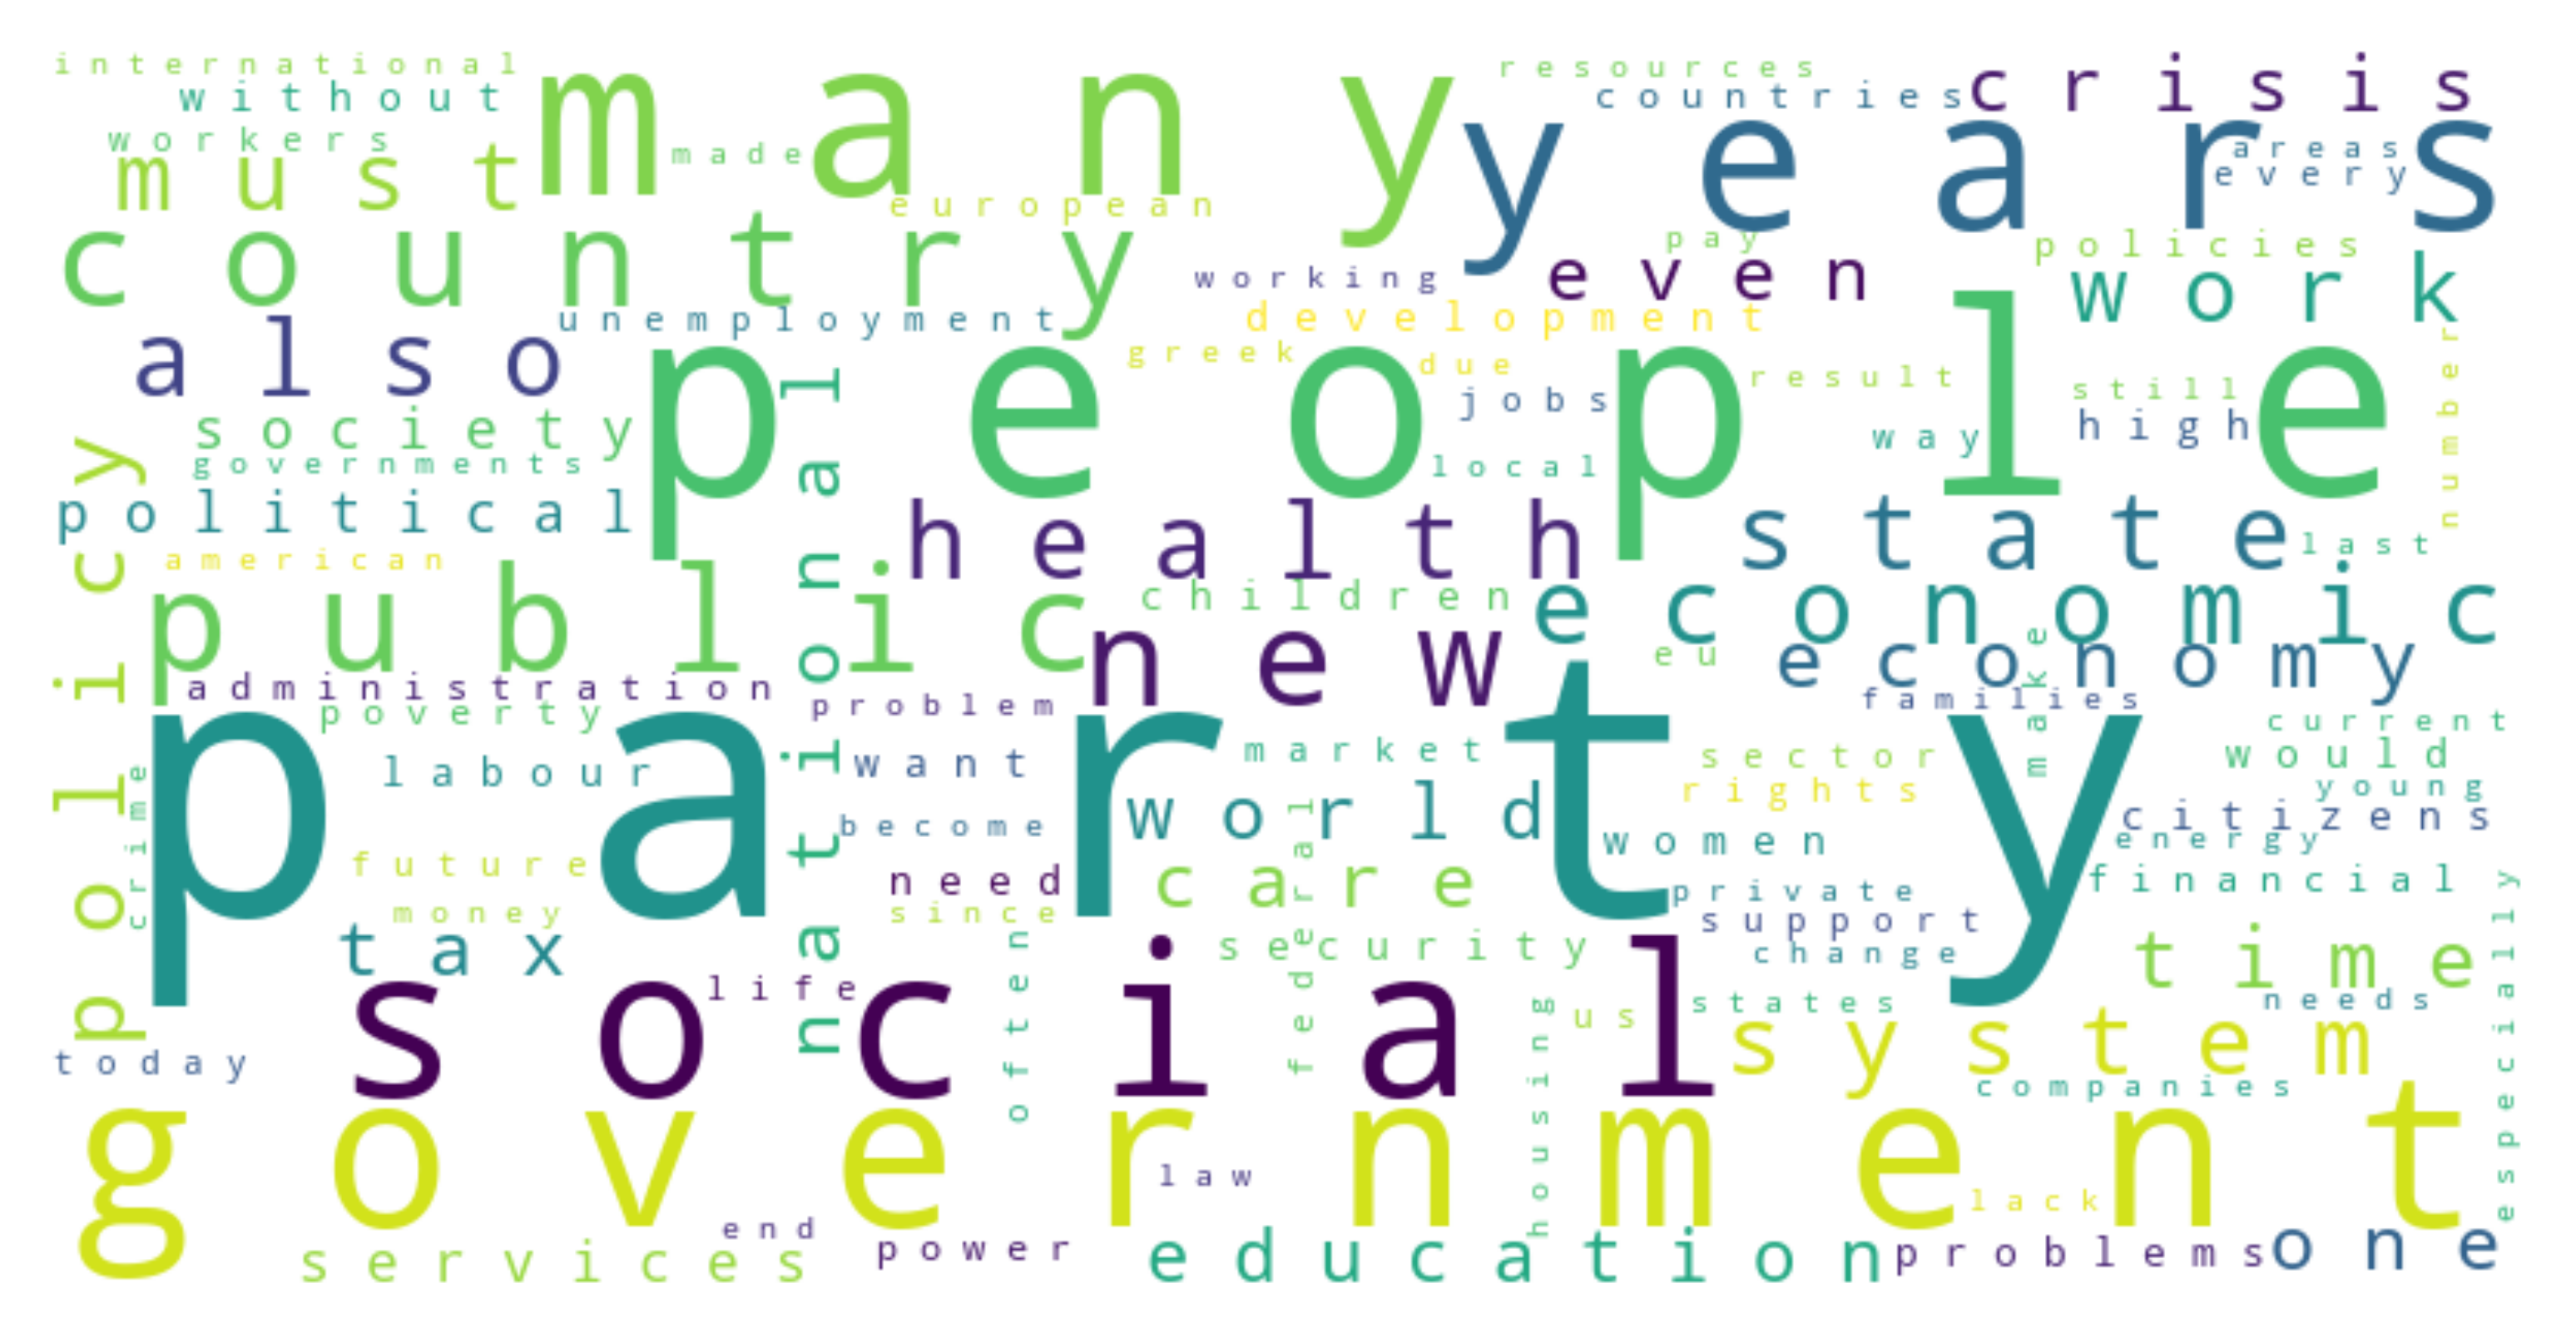 international
resources
crisis
without
many
countries
workers
made
years
areas
must
every
european
country
pay
policies
working
even
work
unemployment
development
also
greek
due
people
number
jobs
result
still
society
way
high
governments
local
political
health
state
last
american
national
policy
public
children
economic
new
eu
economy
make
administration
problem
families
poverty
party
current
market
sector
would
labour
want
rights
young
crime
become
world
citizens
women
energy
future
need
care
private
financial
money
since
federal
support
tax
security
change
time
life
often
social
us
states
needs
especially
today
housing
system
companies
government
law
lack
end
services
power
education
problems
one